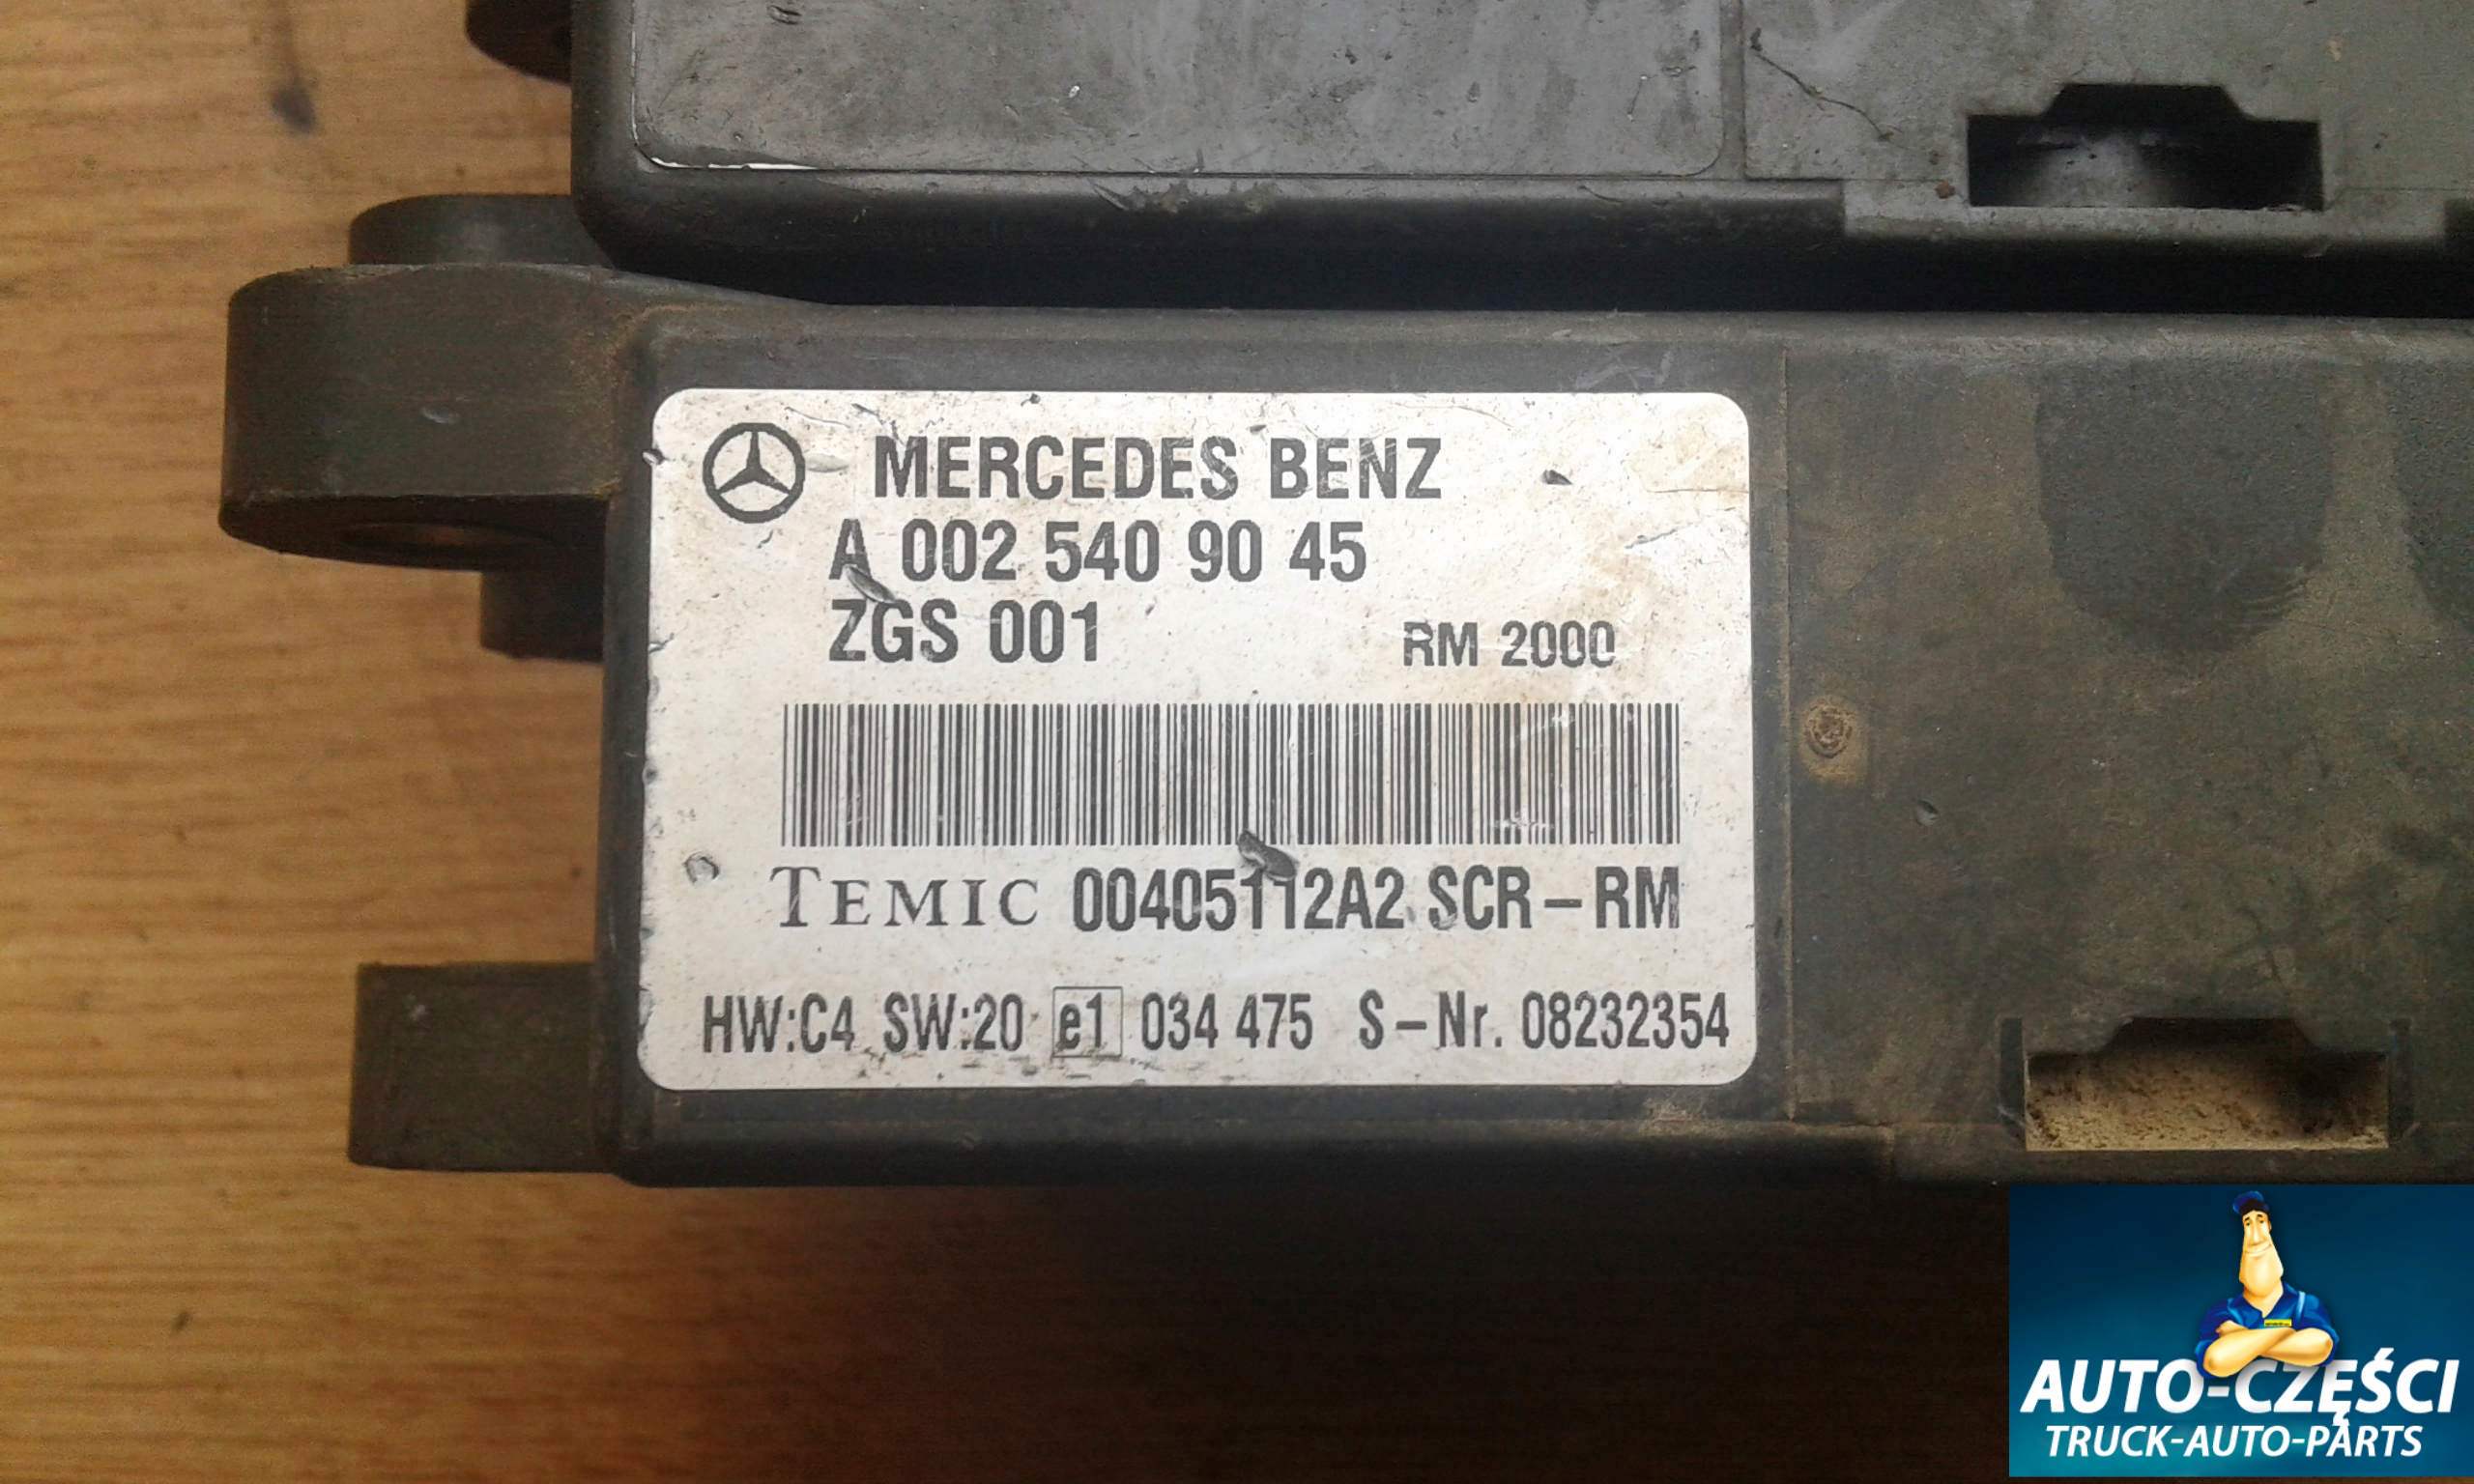 MERCEDES BENZ
A 002 540 90 45
ZGS 001 RM 2000
TEMIC 00405112A2 SCR-RM
HW:C4 SW:20 e1 034 475 S-Nr. 08232354
AUTO-CZĘŚCI
TRUCK-AUTO-PARTS